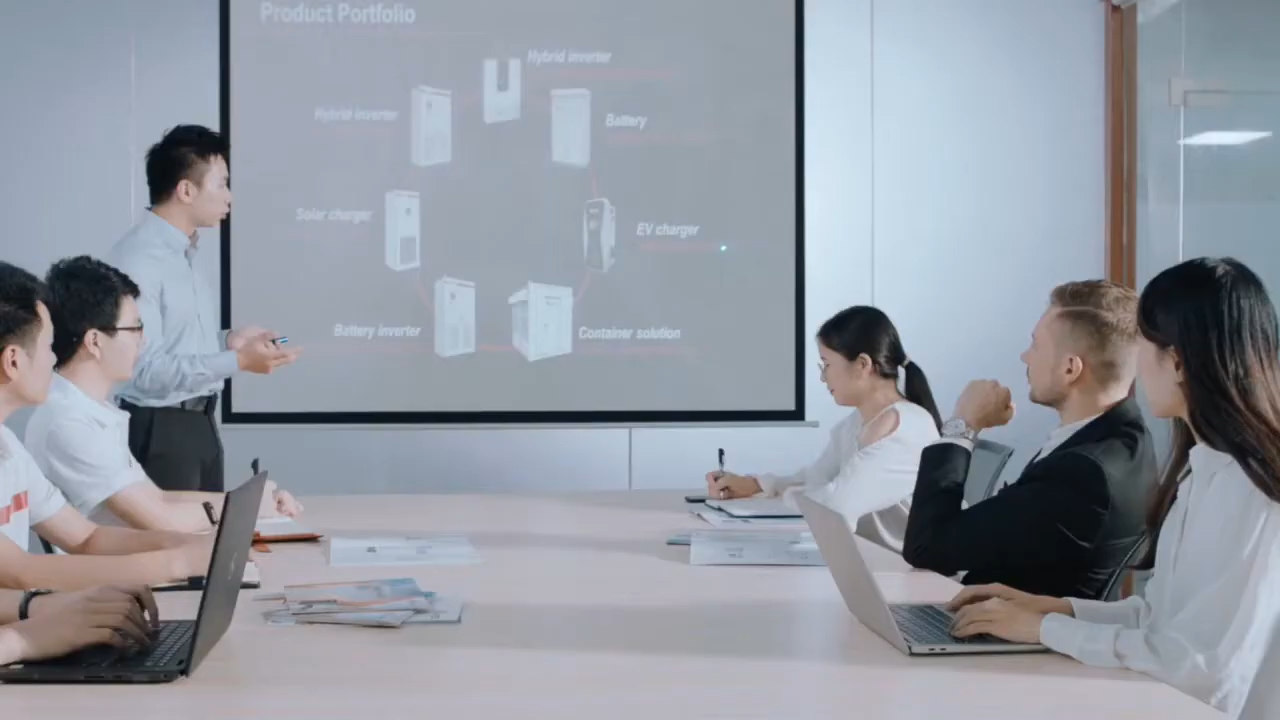 Product Portfolio
Hybrid inverter
Hybrid inverter
Battery
Solar charger
EV charger
Battery inverter
Container solution